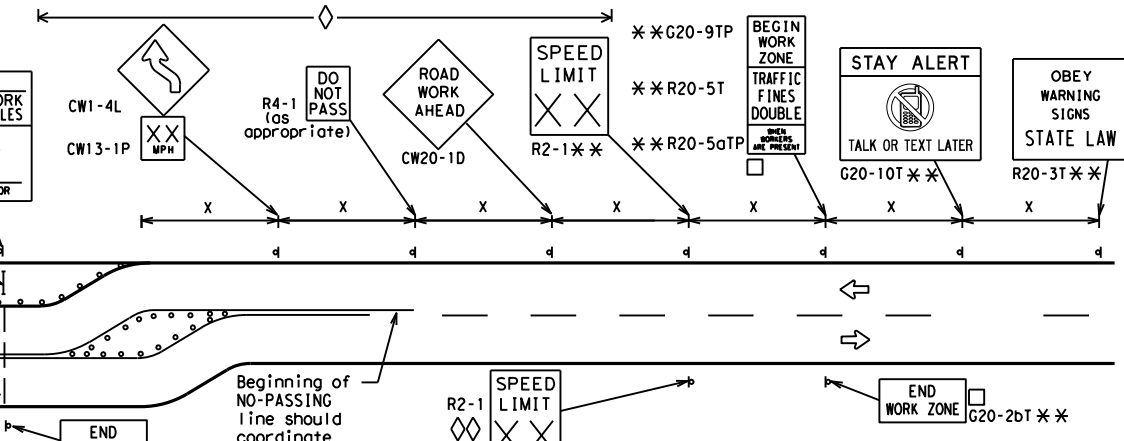 ORK
LES
OR
CW1-4L
CW13-1P
XX
MPH
R4-1
(as
appropriate)
DO
NOT
PASS
ROAD
WORK
AHEAD
CW20-1D
SPEED
LIMIT
X X
R2-1**
**G20-9TP
**R20-5T
**R20-5aTP
BEGIN
WORK
ZONE
TRAFFIC
FINES
DOUBLE
WHEN
WORKERS
ARE PRESENT
STAY ALERT
TALK OR TEXT LATER
G20-10T **
OBEY
WARNING
SIGNS
STATE LAW
R20-3T **
X X X X X X X
Beginning of
NO-PASSING
line should
coordinate
R2-1
SPEED
LIMIT
X X
END
WORK ZONE
G20-2bT **
END